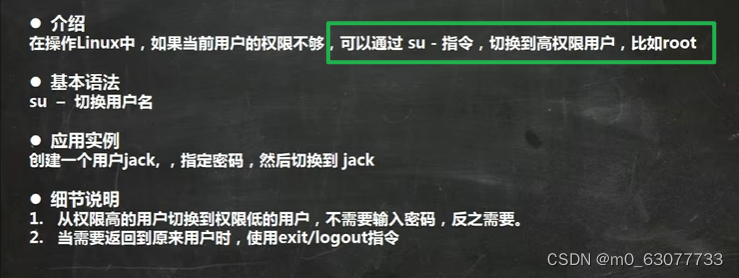 ● 介绍
在操作Linux中，如果当前用户的权限不够，可以通过 su - 指令，切换到高权限用户，比如root
● 基本语法
su – 切换用户名
● 应用实例
创建一个用户jack, ，指定密码，然后切换到 jack
● 细节说明
1. 从权限高的用户切换到权限低的用户，不需要输入密码，反之需要。
2. 当需要返回到原来用户时，使用exit/logout指令
CSDN @m0_63077733